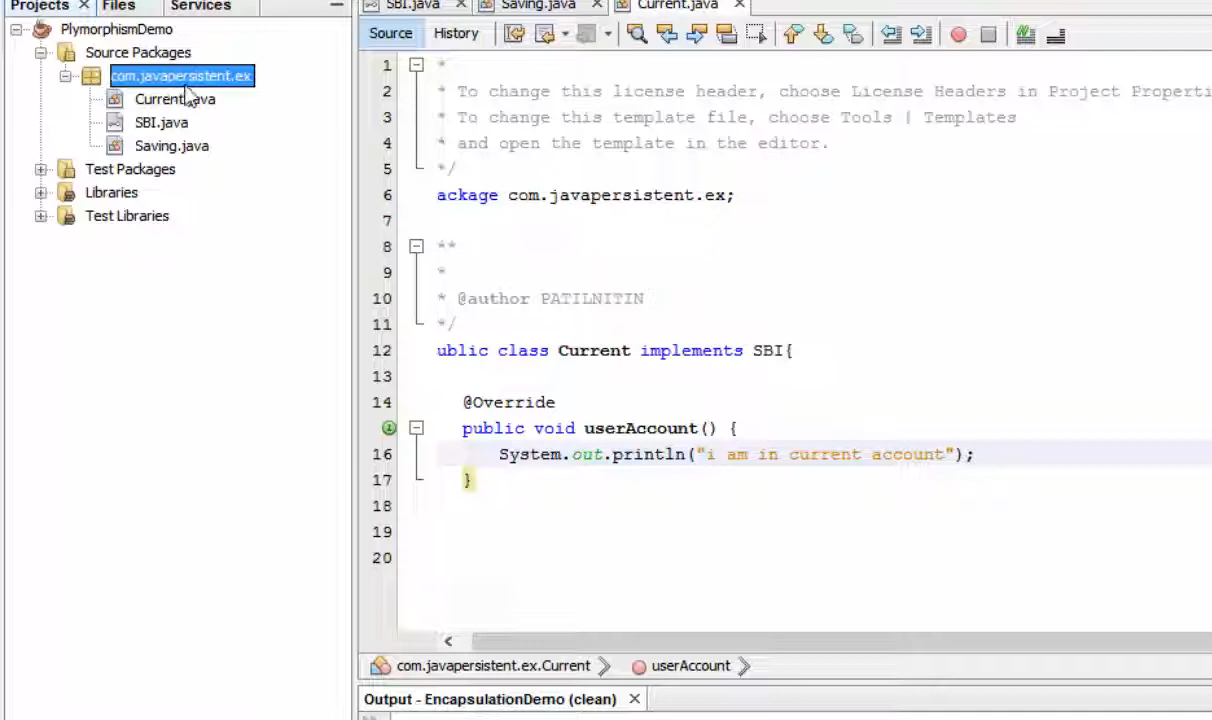 Projects Files Services
PlymorphismDemo
Source Packages
com.javapersistent.ex
Current.java
SBI.java
Saving.java
Test Packages
Libraries
Test Libraries
SBI.java Saving.java Current.java
Source History
1 *
2 * To change this license header, choose License Headers in Project Properti
3 * To change this template file, choose Tools | Templates
4 * and open the template in the editor.
5 */
6 ackage com.javapersistent.ex;
7
8 **
9 *
10 * @author PATILNITIN
11 */
12 ublic class Current implements SBI{
13
14 @Override
public void userAccount() {
16 System.out.println("i am in current account");
17 }
18
19
20
com.javapersistent.ex.Current userAccount
Output - EncapsulationDemo (clean)